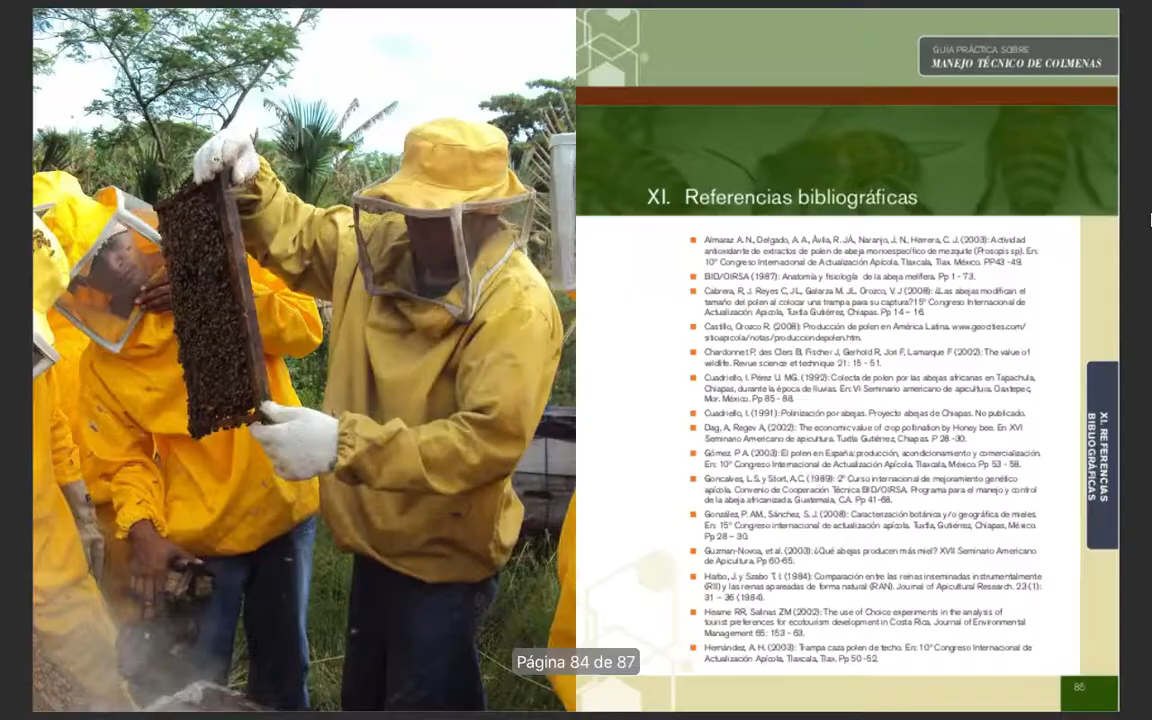 GUÍA PRÁCTICA SOBRE
MANEJO TÉCNICO DE COLMENAS
XI. Referencias bibliográficas
Almaraz A. N., Delgado, A. A., Ávila, R. JÁ., Naranjo, J. N., Herrera, C. J. (2003): Actividad
antioxidante de extractos de polen de abeja monoespecífico de mezquite (Prosopis sp). En:
10º Congreso Internacional de Actualización Apícola, Tlaxcala, Tlax. México. PP43 -49.
BID/OIRSA (1987): Anatomía y fisiología de la abeja melífera. Pp 1 - 73.
Cabrera, R, J. Reyes C, J.L., Galarza M. JL. Orozco, V. J (2008): ¿Las abejas modifican el
tamaño del polen al colocar una trampa para su captura? 15º Congreso Internacional de
Actualización Apícola, Tuxtla Gutiérrez, Chiapas. Pp 14 – 16.
Castillo, Orozco R. (2008): Producción de polen en América Latina. www.geocities.com/
sitioapicola/notas/producciondepolen.htm.
Chardonnet P, des Clers B, Fischer J, Gerhold R, Jori F, Lamarque F (2002): The value of
wildlife. Revue science et technique 21: 15 - 51.
Cuadriello, I. Pérez U. MG. (1992): Colecta de polen por las abejas africanas en Tapachula,
Chiapas, durante la época de lluvias. En: VI Seminario americano de apicultura. Oaxtepec,
Mor. México. Pp 85 - 88.
Cuadriello, I. (1991): Polinización por abejas. Proyecto abejas de Chiapas. No publicado.
Dag, A, Regev A, (2002): The economic value of crop pollination by Honey bee. En XVI
Seminario Americano de apicultura. Tuxtla Gutiérrez, Chiapas. P 28 -30.
Gómez. P A. (2003): El polen en España: producción, acondicionamiento y comercialización.
En: 10º Congreso Internacional de Actualización Apícola. Tlaxcala, México. Pp 53 - 58.
Goncalves, L.S. y Stort, A.C. (1989): 2º Curso internacional de mejoramiento genético
apícola. Convenio de Cooperación Técnica BID/OIRSA. Programa para el manejo y control
de la abeja africanizada, Guatemala, C.A. Pp 41-68.
González, P. AM., Sánchez, S. J. (2008): Caracterización botánica y/o geográfica de mieles.
En: 15º Congreso internacional de actualización apícola. Tuxtla, Gutiérrez, Chiapas, México.
Pp 28 – 30.
Guzman-Novoa, et al. (2003): ¿Qué abejas producen más miel? XVII Seminario Americano
de Apicultura. Pp 60-65.
Harbo, J. y Szabo T. I. (1984): Comparación entre las reinas inseminadas instrumentalmente
(RII) y las reinas apareadas de forma natural (RAN). Journal of Apicultural Research. 23 (1):
31 – 36 (1984).
Hearne RR, Salinas ZM (2002): The use of Choice experiments in the analysis of
tourist preferences for ecotourism development in Costa Rica. Journal of Environmental
Management 65: 153 - 63.
Hernández, A. H. (2003): Trampa caza polen de techo. En: 10º Congreso Internacional de
Actualización Apícola, Tlaxcala, Tlax. Pp 50 -52.
XI. REFERENCIAS
BIBLIOGRÁFICAS
Página 84 de 87
85